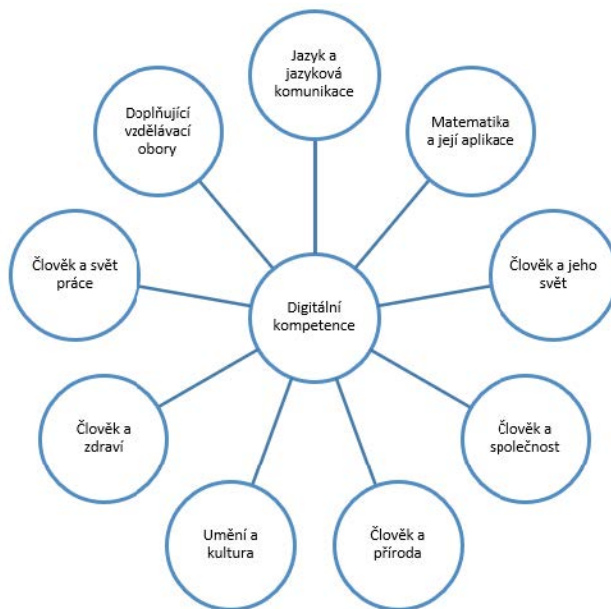 Jazyk a
jazyková
komunikace
Matematika
a její aplikace
Člověk a jeho
svět
Člověk a
společnost
Člověk a
příroda
Umění a
kultura
Člověk a
zdraví
Člověk a svět
práce
Doplňující
vzdělávací
obory
Digitální
kompetence